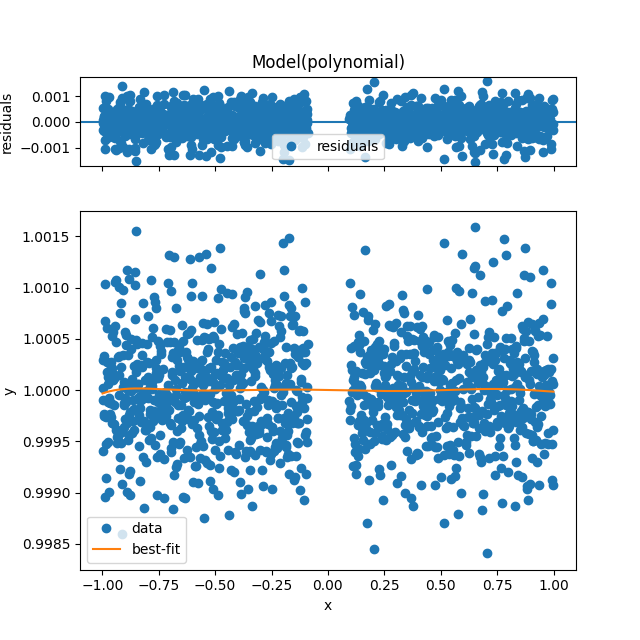 Model(polynomial)
residuals
0.001
0.000
−0.001
residuals
y
1.0015
1.0010
1.0005
1.0000
0.9995
0.9990
0.9985
data
best-fit
−1.00 −0.75 −0.50 −0.25 0.00 0.25 0.50 0.75 1.00
x